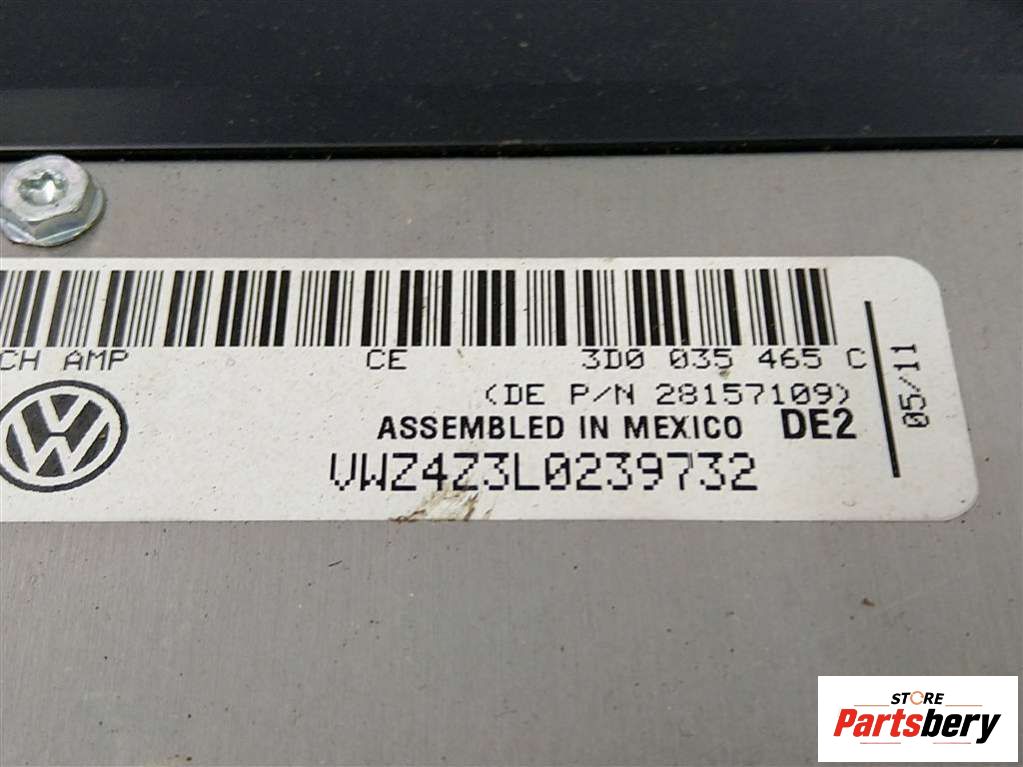 CH AMP CE 3D0 035 465 C
(DE P/N 28157109)
ASSEMBLED IN MEXICO DE2
VWZ4Z3L0239732
05/11
STORE
Partsbery